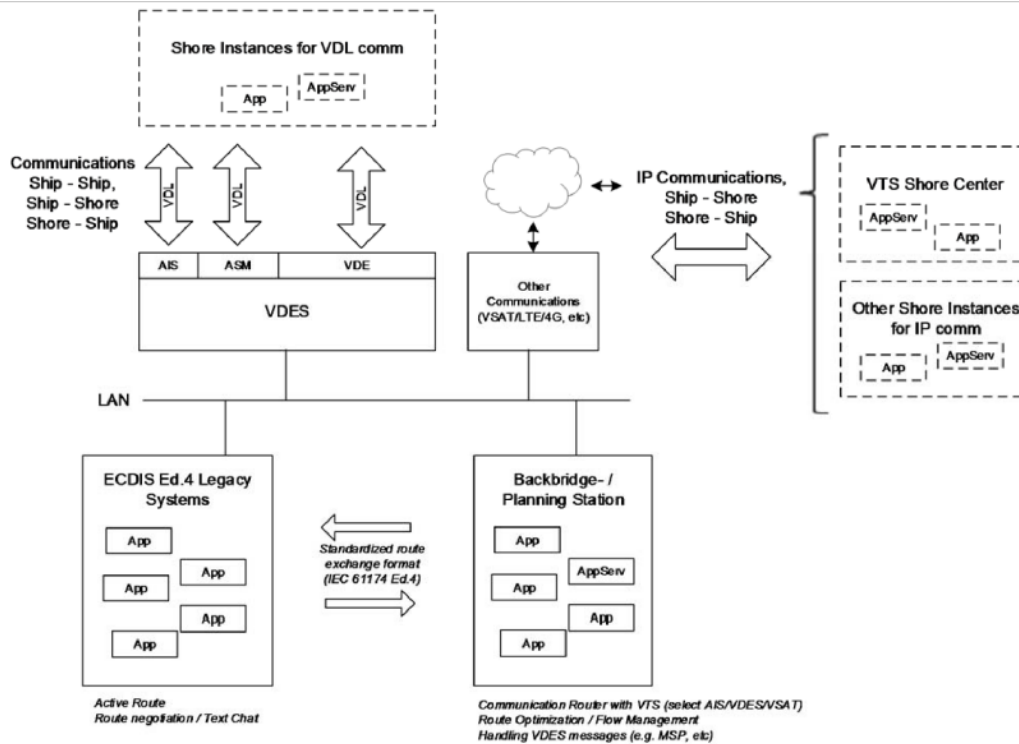 Shore Instances for VDL comm
App
AppServ
Communications
Ship - Ship,
Ship - Shore
Shore - Ship
VDL
VDL
VDL
IP Communications,
Ship - Shore
Shore - Ship
VTS Shore Center
AppServ
App
AIS
ASM
VDE
VDES
Other
Communications
(VSAT/LTE/4G, etc)
Other Shore Instances
for IP comm
App
AppServ
LAN
ECDIS Ed.4 Legacy
Systems
App
App
App
App
App
Standardized route
exchange format
(IEC 61174 Ed.4)
Backbridge- /
Planning Station
App
AppServ
App
App
App
Active Route
Route negotiation / Text Chat
Communication Router with VTS (select AIS/VDES/VSAT)
Route Optimization / Flow Management
Handling VDES messages (e.g. MSP, etc)